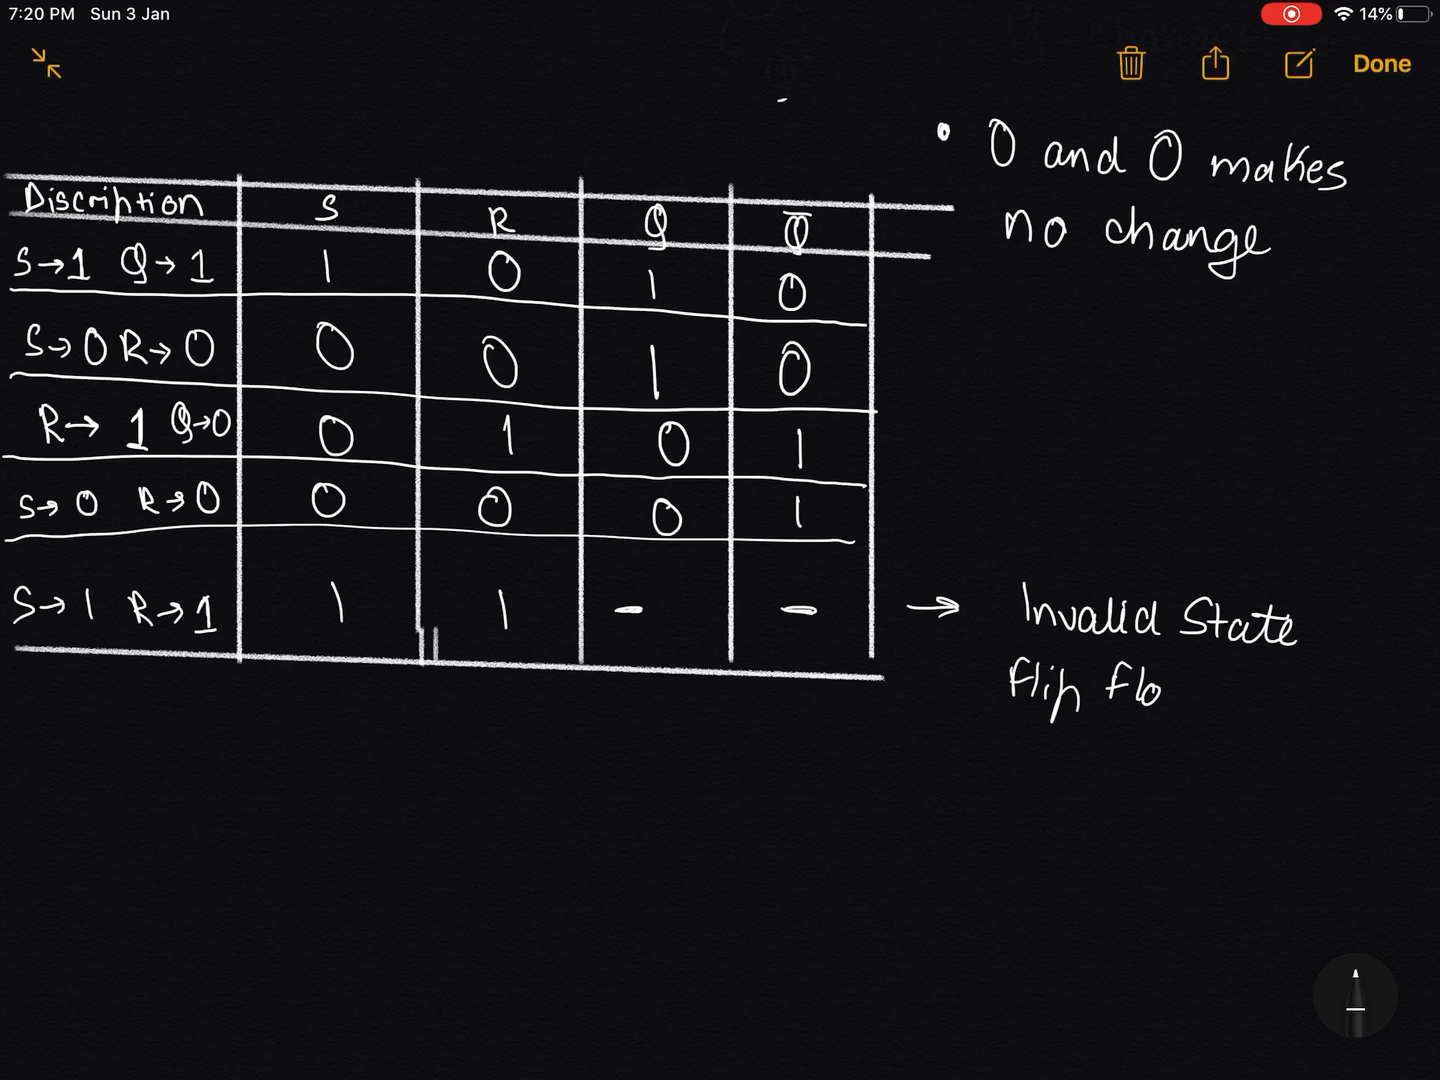 7:20 PM Sun 3 Jan 14%
Done
• 0 and 0 makes
no change
Discription S R Q Q̅
S→1 Q→1 1 0 1 0
S→0 R→0 0 0 1 0
R→ 1 Q→0 0 1 0 1
S→0 R→0 0 0 0 1
S→1 R→1 1 1 - - → Invalid State
flip flo